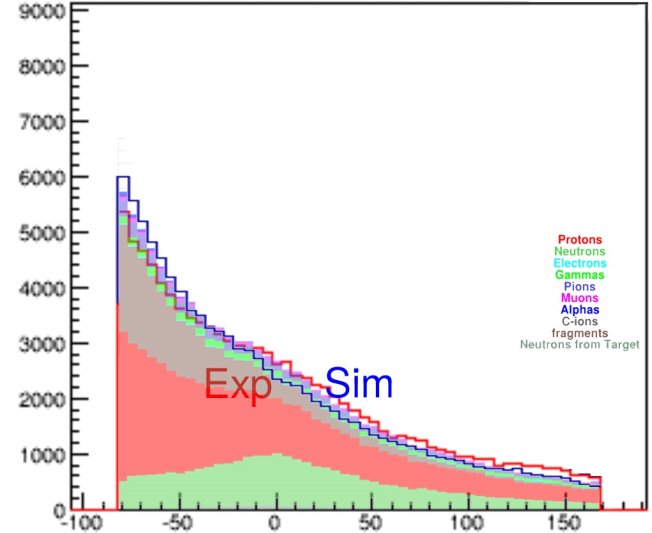 9000
8000
7000
6000
5000
4000
3000
2000
1000
0
Protons
Neutrons
Electrons
Gammas
Pions
Muons
Alphas
C-ions
fragments
Neutrons from Target
Exp Sim
-100 -50 0 50 100 150